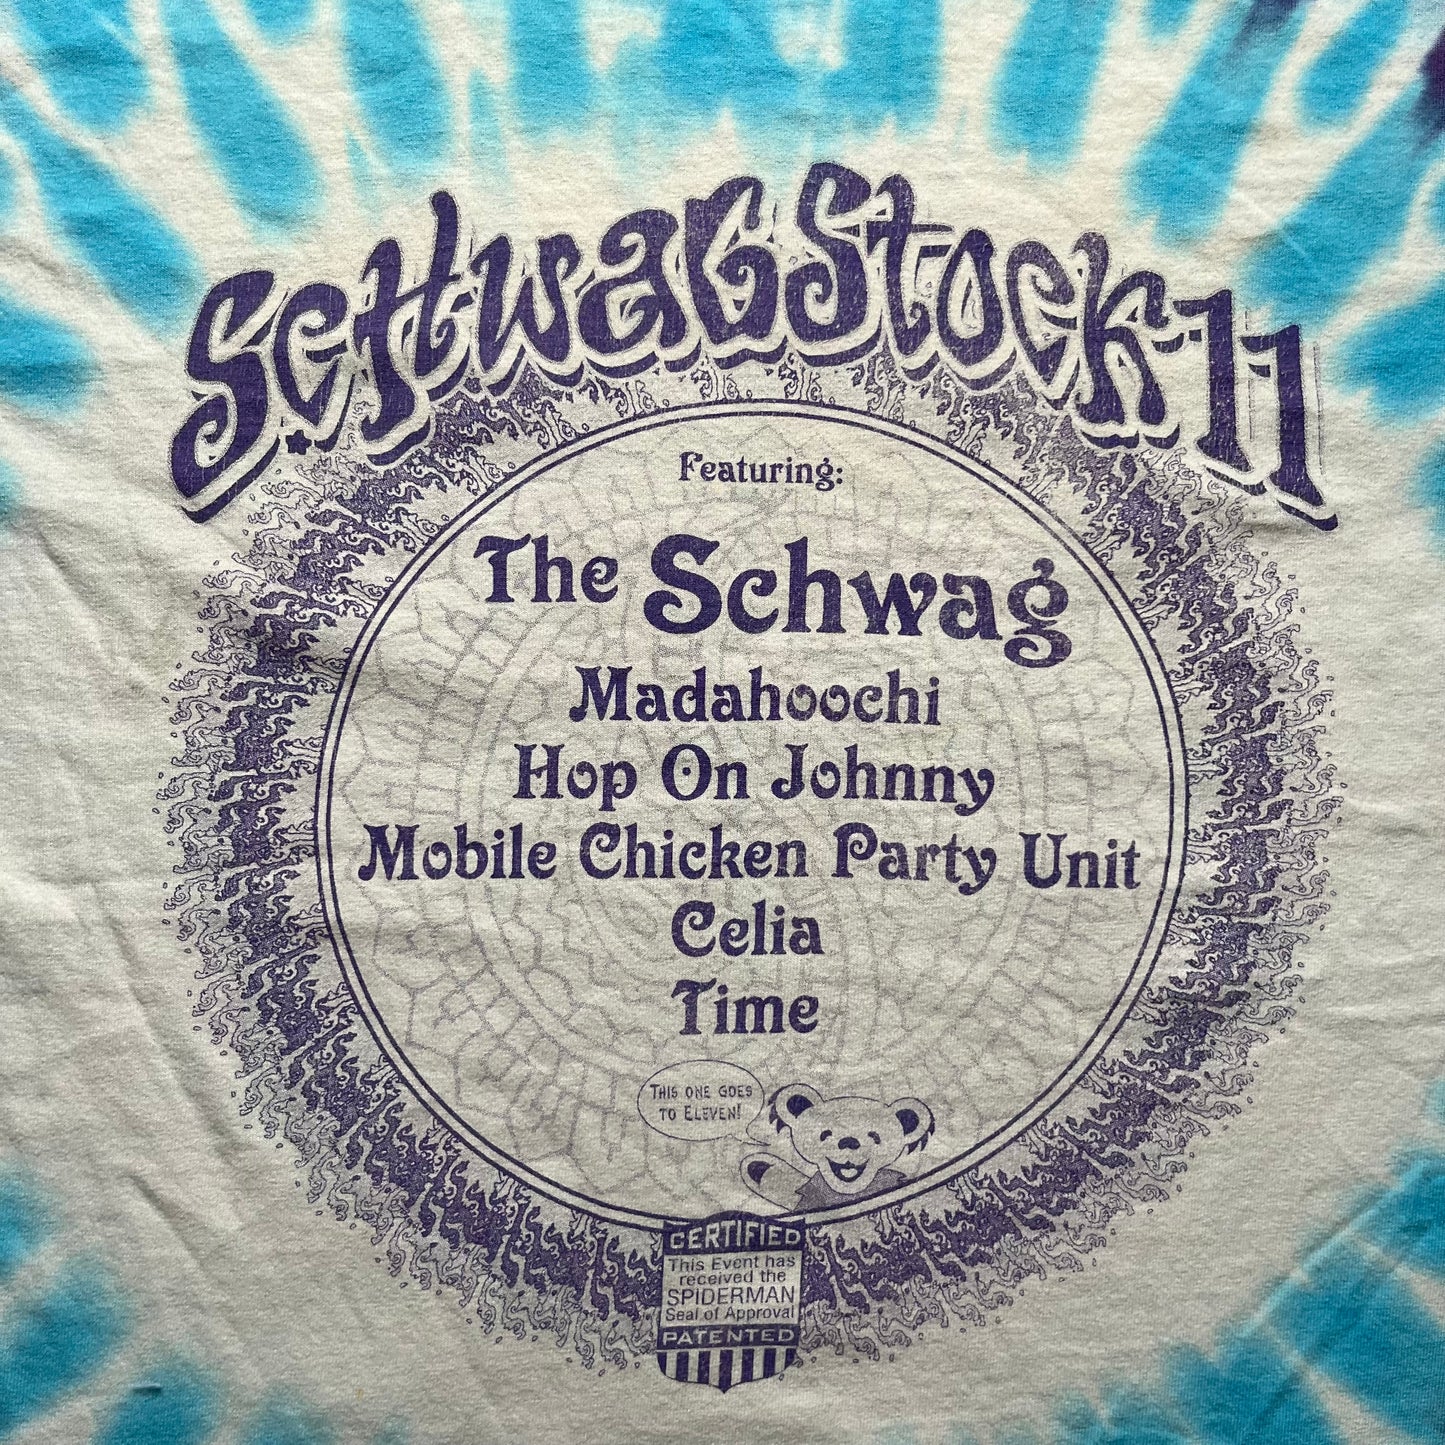 Schwagstock 11
Featuring:
The Schwag
Madahoochi
Hop On Johnny
Mobile Chicken Party Unit
Celia
Time
THIS ONE GOES
TO ELEVEN!
CERTIFIED
This Event has
received the
SPIDERMAN
Seal of Approval
PATENTED